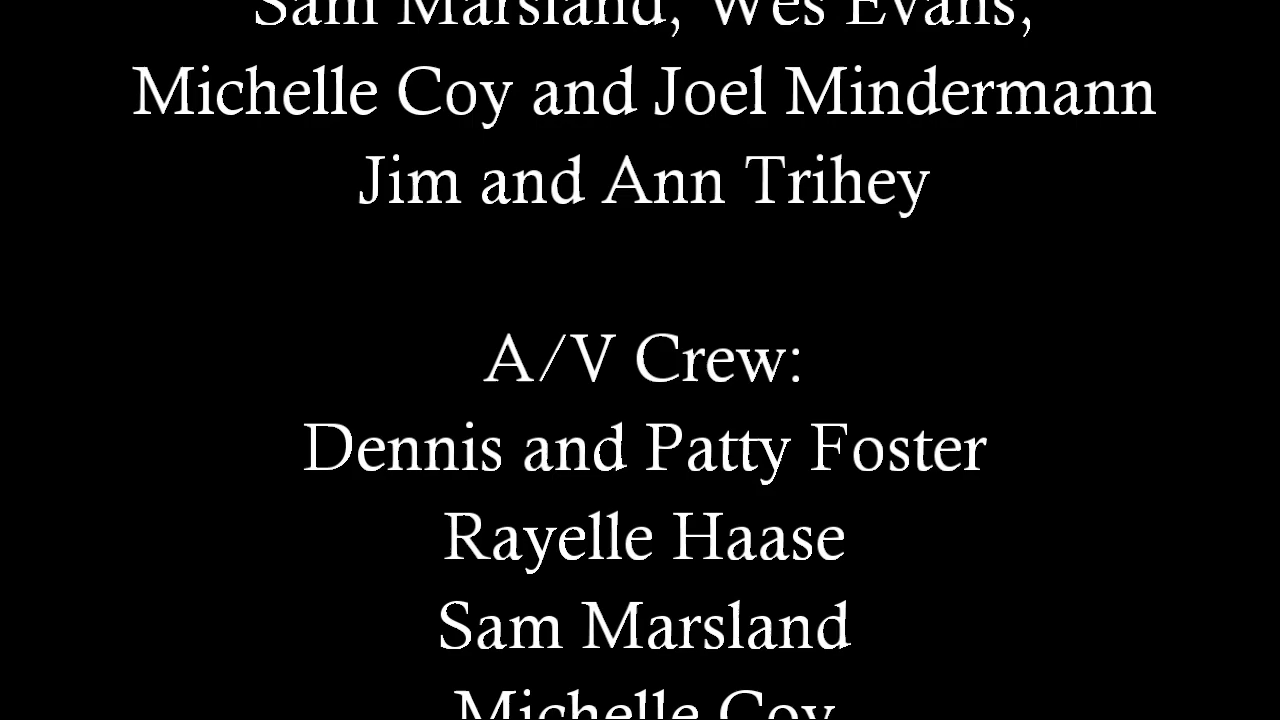 Sam Marsland, Wes Evans,
Michelle Coy and Joel Mindermann
Jim and Ann Trihey
A/V Crew:
Dennis and Patty Foster
Rayelle Haase
Sam Marsland
Michelle Coy